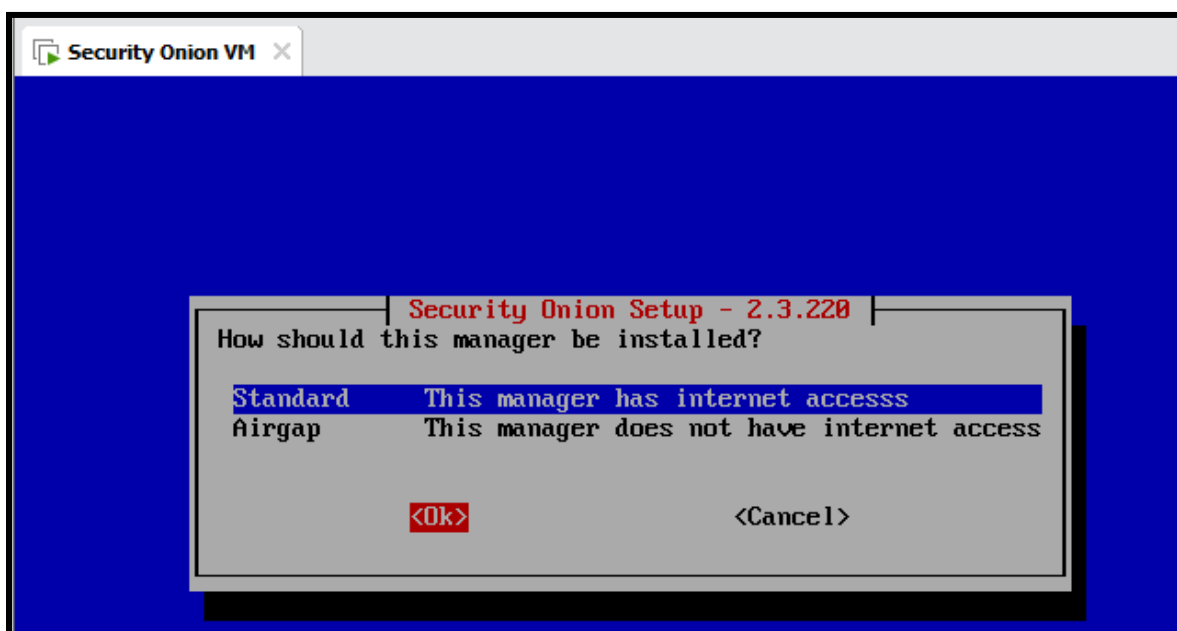 Security Onion VM
Security Onion Setup - 2.3.220
How should this manager be installed?
Standard This manager has internet accesss
Airgap This manager does not have internet access
<Ok> <Cancel>